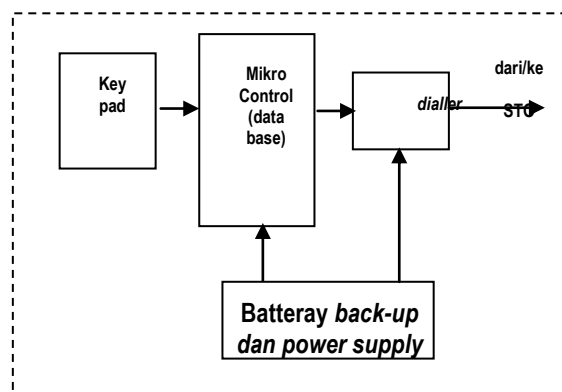 Key
pad
Mikro
Control
(data
base)
dialler
dari/ke
STO
Batteray back-up
dan power supply